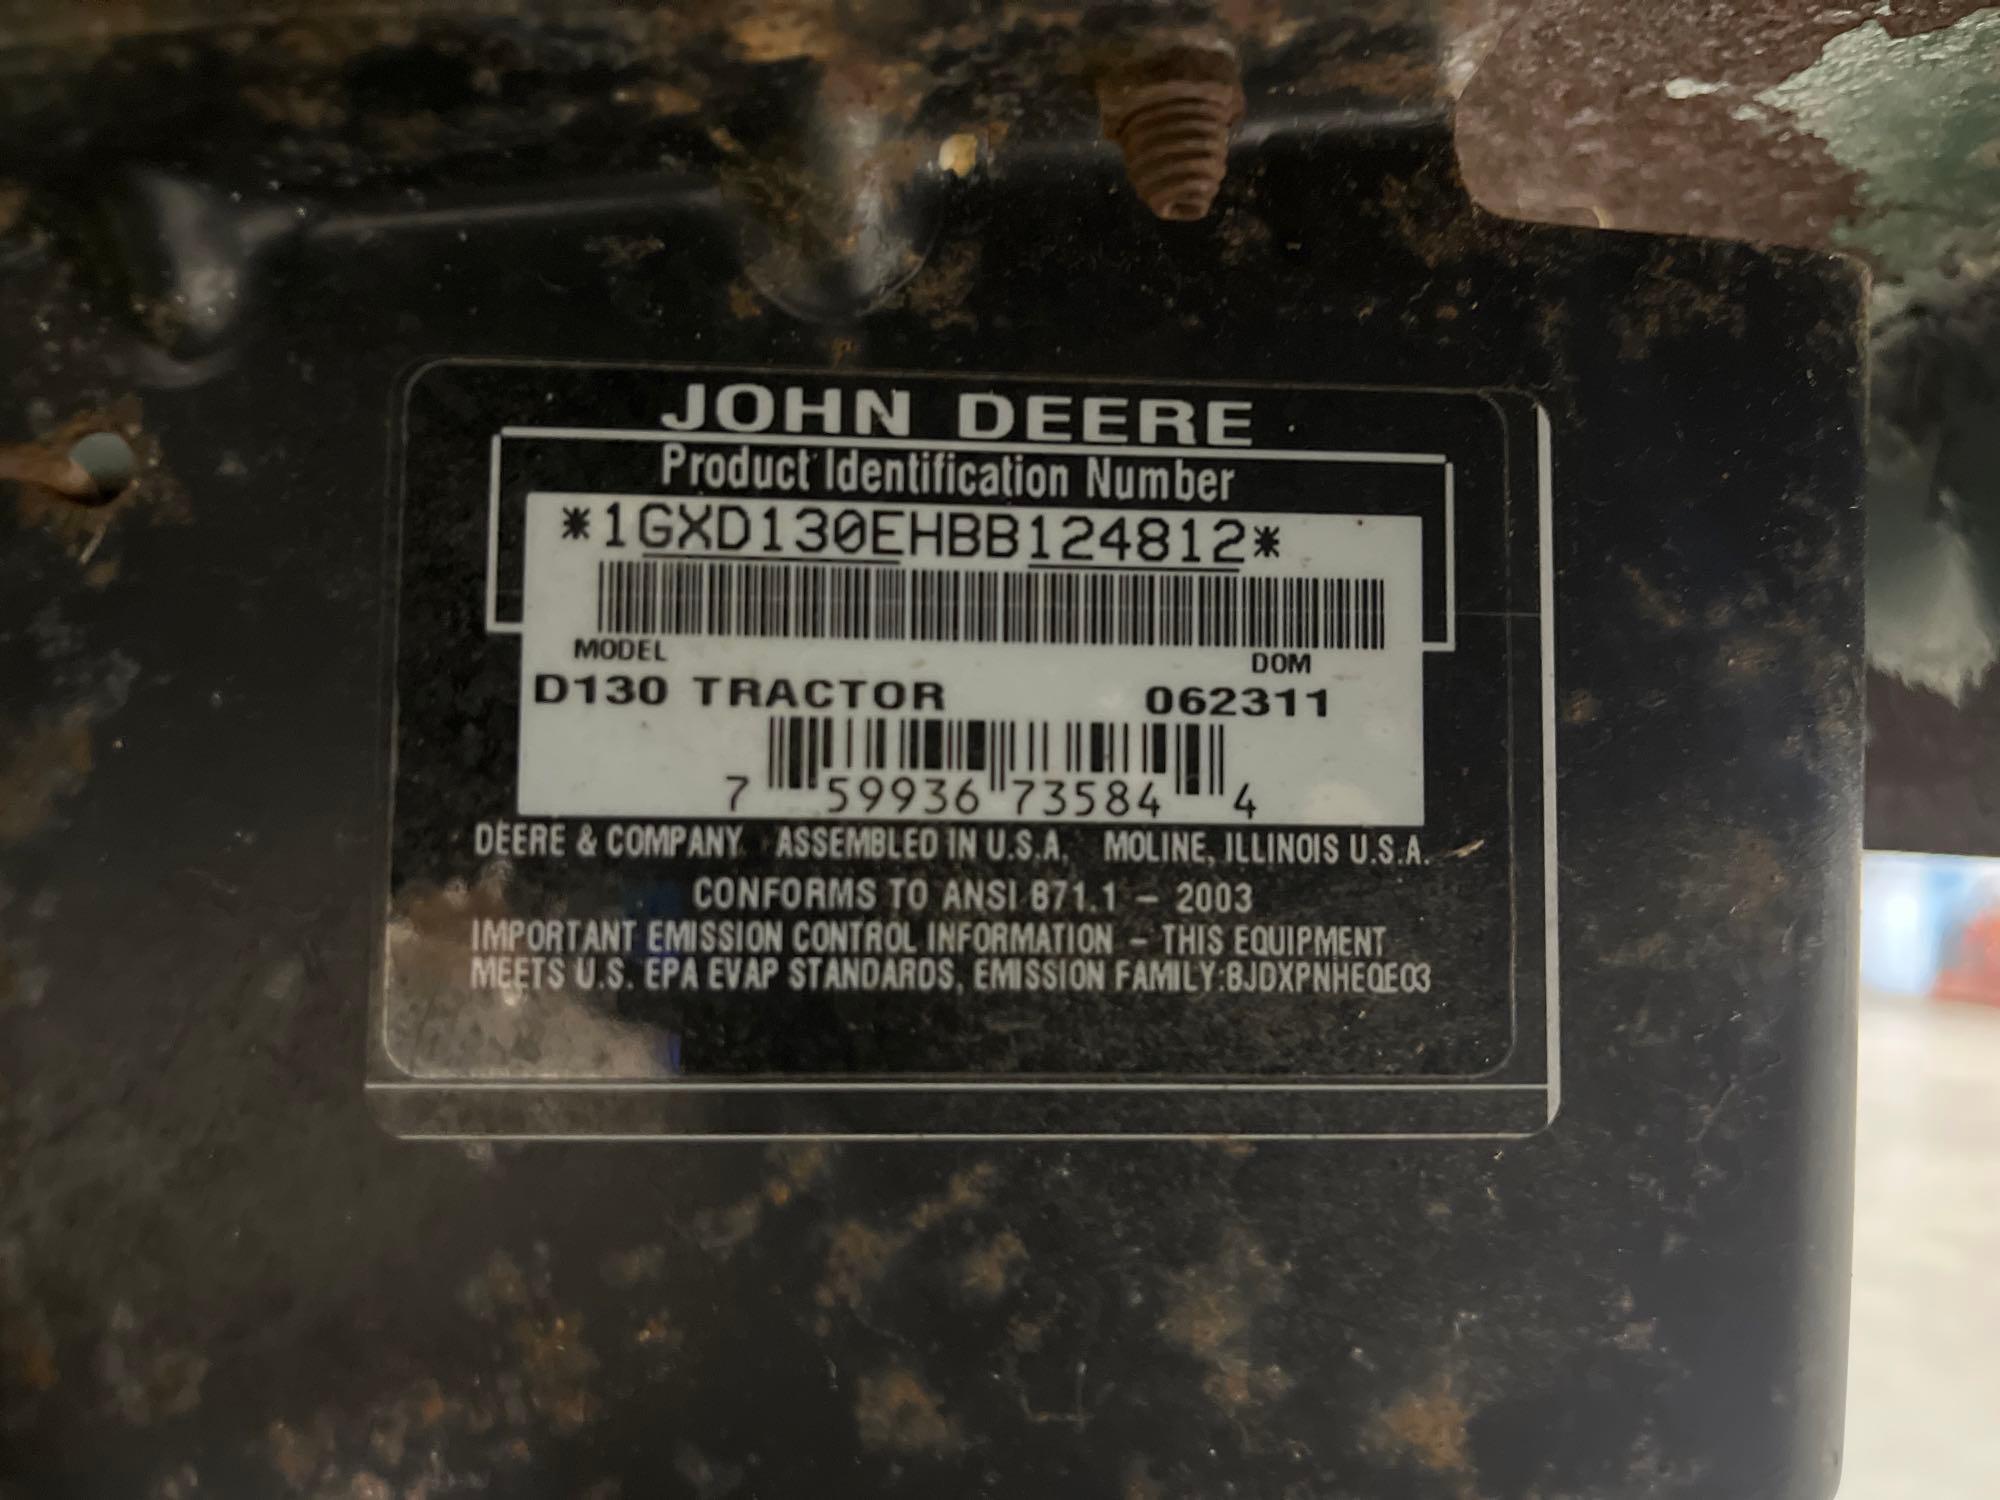 JOHN DEERE
Product Identification Number
*1GXD130EHBB124812*
MODEL DOM
D130 TRACTOR 062311
7 59936 73584 4
DEERE & COMPANY ASSEMBLED IN U.S.A. MOLINE, ILLINOIS U.S.A.
CONFORMS TO ANSI B71.1 – 2003
IMPORTANT EMISSION CONTROL INFORMATION – THIS EQUIPMENT
MEETS U.S. EPA EVAP STANDARDS, EMISSION FAMILY:BJDXPNHEQE03